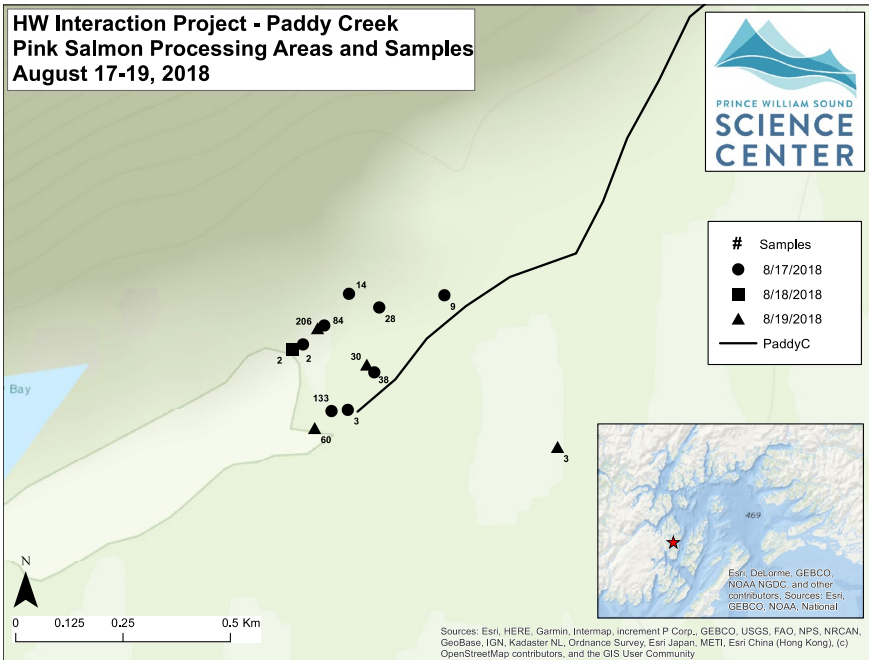 HW Interaction Project - Paddy Creek
Pink Salmon Processing Areas and Samples
August 17-19, 2018
PRINCE WILLIAM SOUND
SCIENCE
CENTER
# Samples
8/17/2018
8/18/2018
8/19/2018
PaddyC
14
9
28
206
84
2
2
30
38
133
3
60
3
Bay
469
Esri, DeLorme, GEBCO,
NOAA NGDC, and other
contributors, Sources: Esri,
GEBCO, NOAA, National
N
0 0.125 0.25 0.5 Km
Sources: Esri, HERE, Garmin, Intermap, increment P Corp., GEBCO, USGS, FAO, NPS, NRCAN,
GeoBase, IGN, Kadaster NL, Ordnance Survey, Esri Japan, METI, Esri China (Hong Kong), (c)
OpenStreetMap contributors, and the GIS User Community